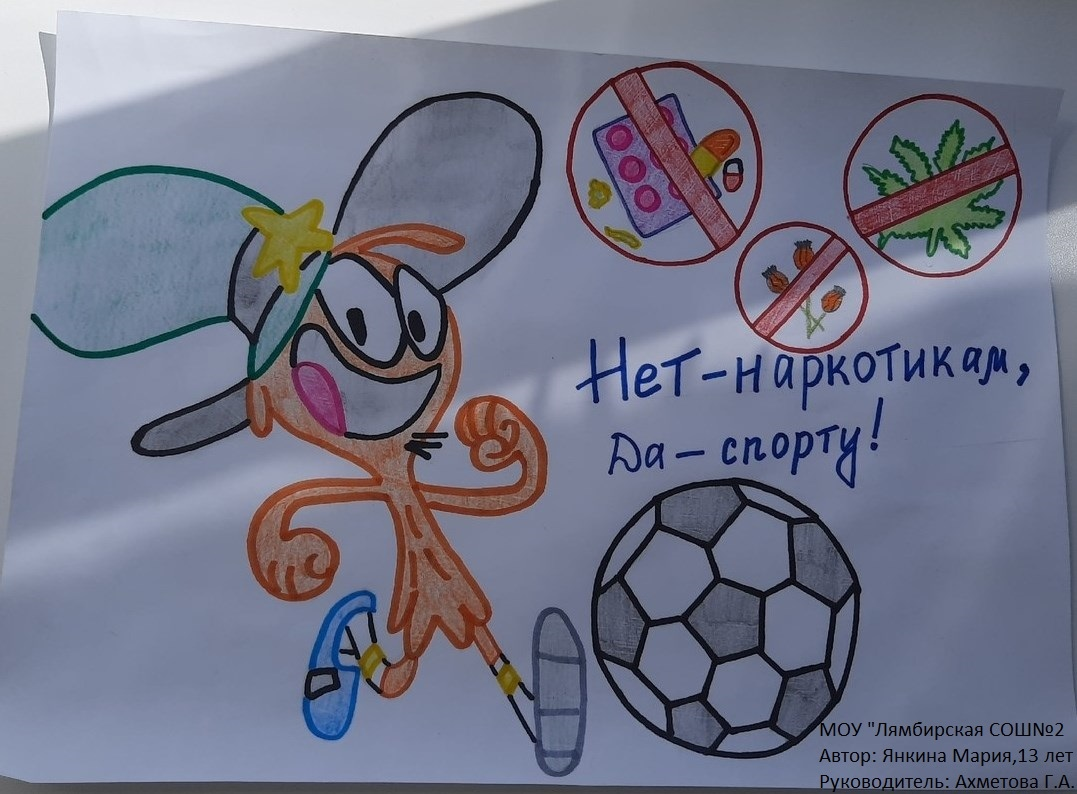 Нет-наркотикам,
Да-спорту!
МОУ "Лямбирская СОШ№2
Автор: Янкина Мария,13 лет
Руководитель: Ахметова Г.А.